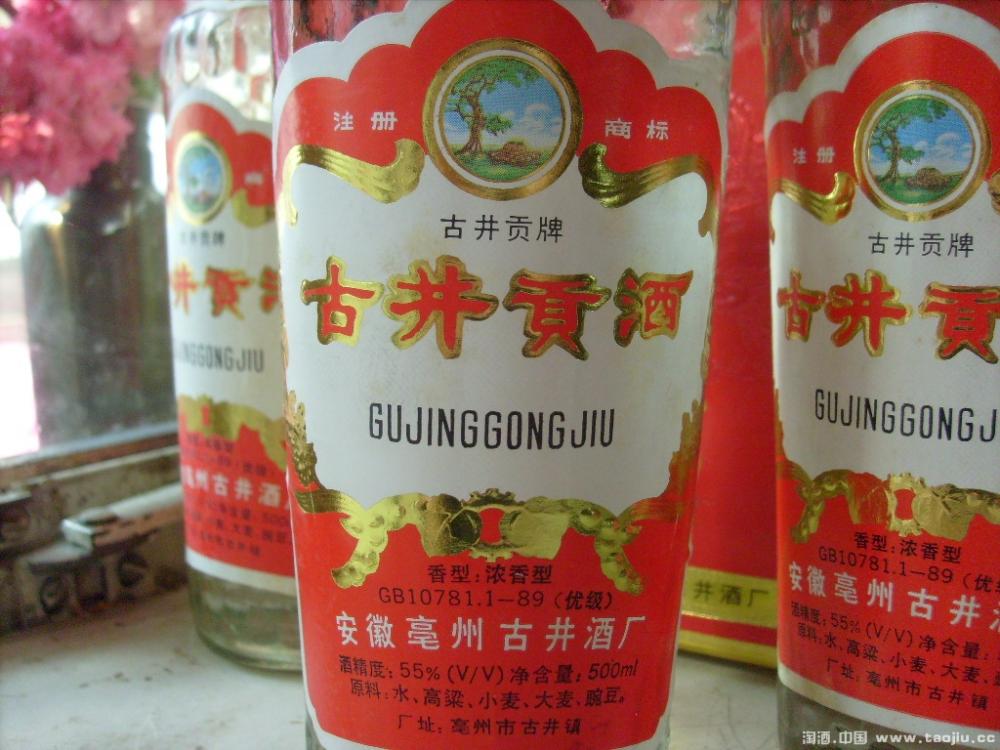 注册 商标
古井贡牌
古井贡酒
GUJINGGONGJIU
香型：浓香型
GB10781.1—89（优级）
安徽亳州古井酒厂
酒精度：55%(V/V)净含量：500ml
原料：水、高粱、小麦、大麦、豌豆。
厂址：亳州市古井镇
注册
古井贡牌
古井贡
GUJINGGONGJ
香型：浓香型
GB10781.1—89（优
安徽亳州古井
酒精度：55%(V/V)净含量：
原料：水、高粱、小麦、大麦、
厂址：亳州市古井镇
井贡
NGGONGJIU
州古井酒
井酒厂
淘酒.中国 www.taojiu.cc